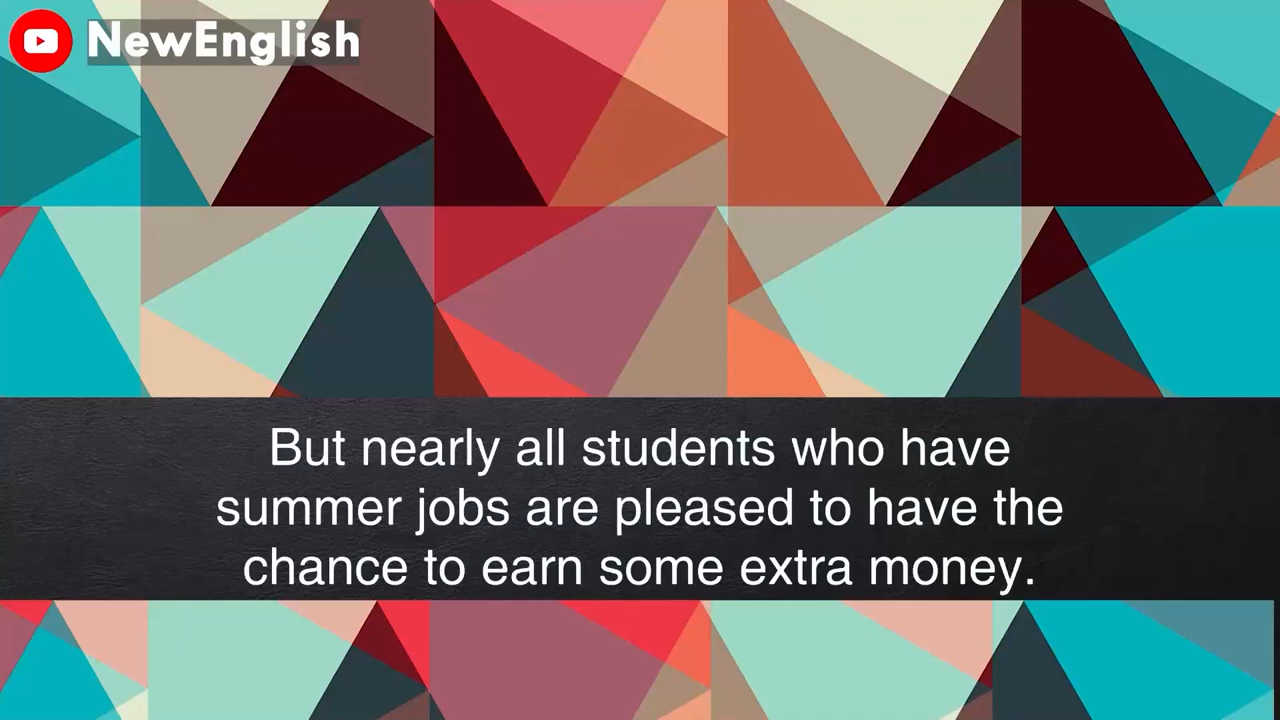 NewEnglish
But nearly all students who have
summer jobs are pleased to have the
chance to earn some extra money.